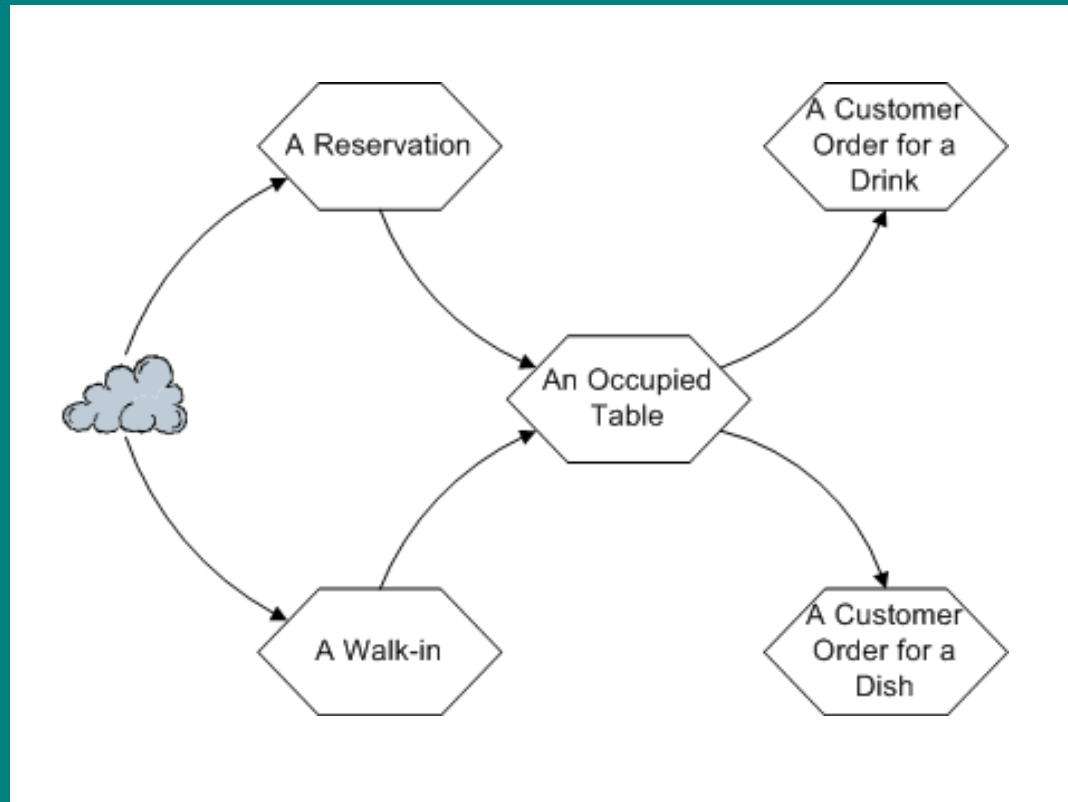 A Reservation
A Customer
Order for a
Drink
An Occupied
Table
A Walk-in
A Customer
Order for a
Dish